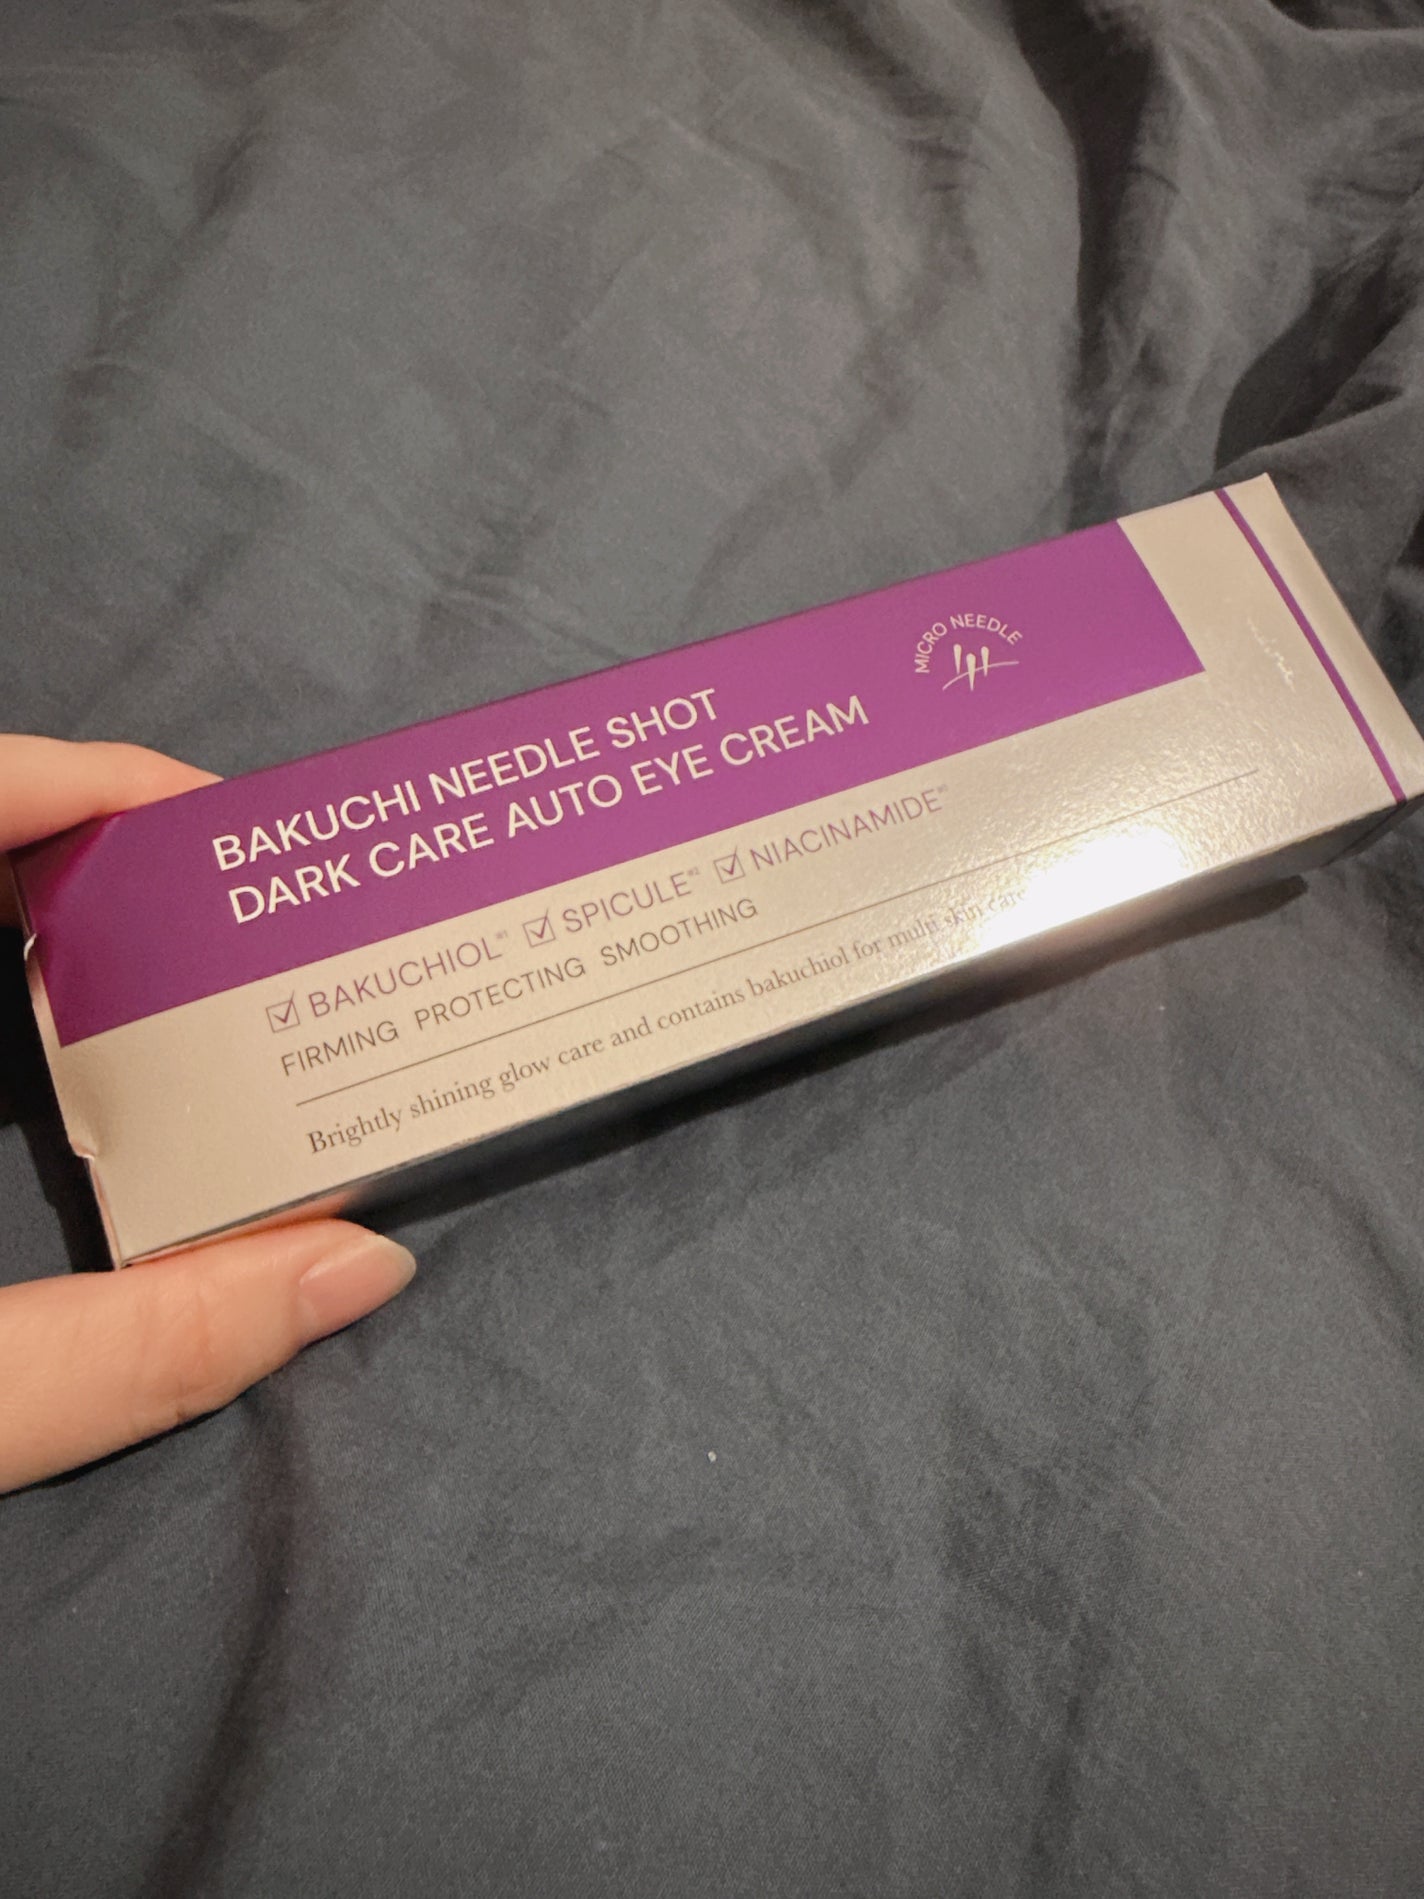 BAKUCHI NEEDLE SHOT
DARK CARE AUTO EYE CREAM
MICRO NEEDLE
☑ BAKUCHIOL ☑ SPICULE ☑ NIACINAMIDE
FIRMING PROTECTING SMOOTHING
Brightly shining glow care and contains bakuchiol for multi skin care